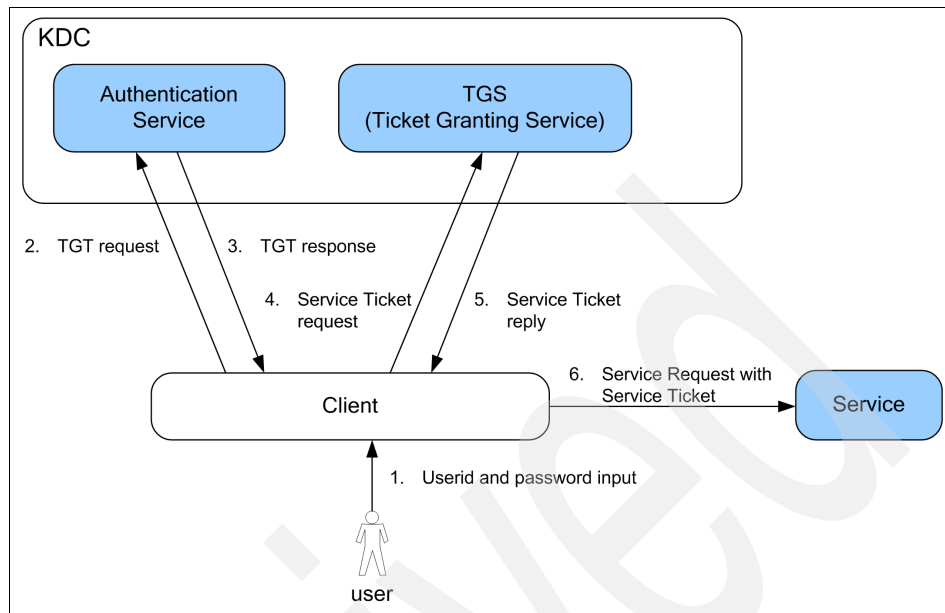 KDC
Authentication
Service
TGS
(Ticket Granting Service)
2. TGT request
3. TGT response
4. Service Ticket
request
5. Service Ticket
reply
6. Service Request with
Service Ticket
Client
Service
1. Userid and password input
user